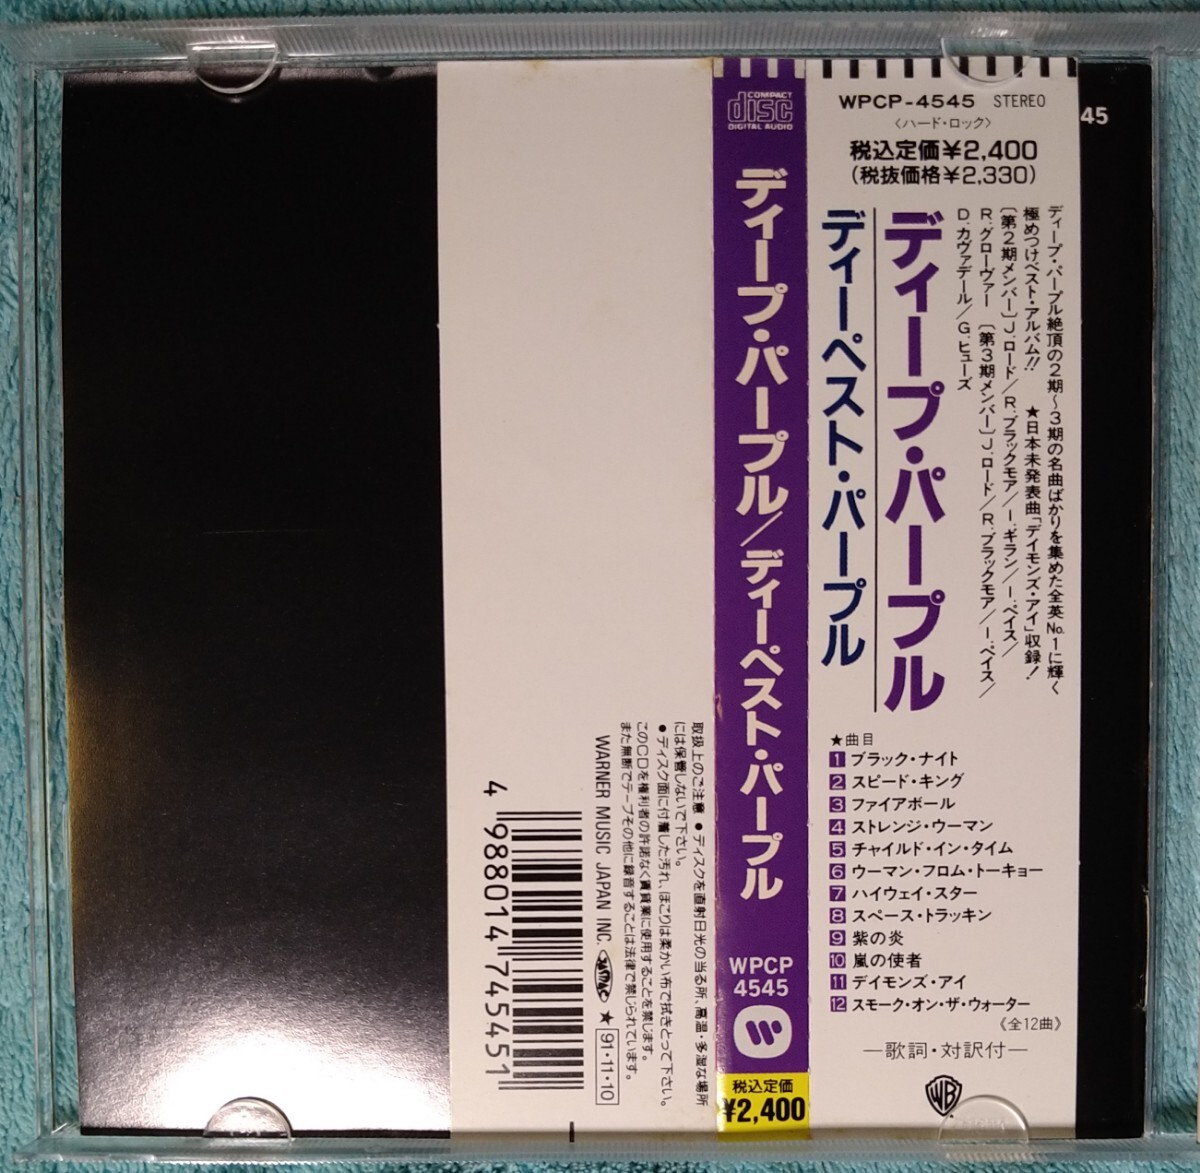 WPCP-4545 STEREO
〈ハード・ロック〉
税込定価¥2,400
(税抜価格¥2,330)
ディープ・パープル絶頂の2期〜3期の名曲ばかりを集めた全英No.1に輝く
極めつけベスト・アルバム!! ★日本未発表曲「デイモンズ・アイ」収録!
〔第2期メンバー〕J.ロード/R.ブラックモア/I.ギラン/I.ペイス/
R.グローヴァー 〔第3期メンバー〕J.ロード/R.ブラックモア/I.ペイス/
D.カヴァデール/G.ヒューズ
ディープ・パープル
ディーペスト・パープル
★曲目
1 ブラック・ナイト
2 スピード・キング
3 ファイアボール
4 ストレンジ・ウーマン
5 チャイルド・イン・タイム
6 ウーマン・フロム・トーキョー
7 ハイウェイ・スター
8 スペース・トラッキン
9 紫の炎
10 嵐の使者
11 デイモンズ・アイ
12 スモーク・オン・ザ・ウォーター
《全12曲》
—歌詞・対訳付—
WB
45
COMPACT
disc
DIGITAL AUDIO
ディープ・パープル/ディーペスト・パープル
WPCP
4545
税込定価
¥2,400
取扱上のご注意 ●ディスクを直射日光の当る所、高温・多湿な場所
には保管しないで下さい。
●ディスク面に付着した汚れ、ほこりは柔かい布で拭きとって下さい。
このCDを権利者の許諾なく賃貸業に使用することを禁じます。
また無断でテープその他に録音することは法律で禁じられています。
WARNER MUSIC JAPAN INC. JASRAC ★ 91・11・10
4 988014 745451